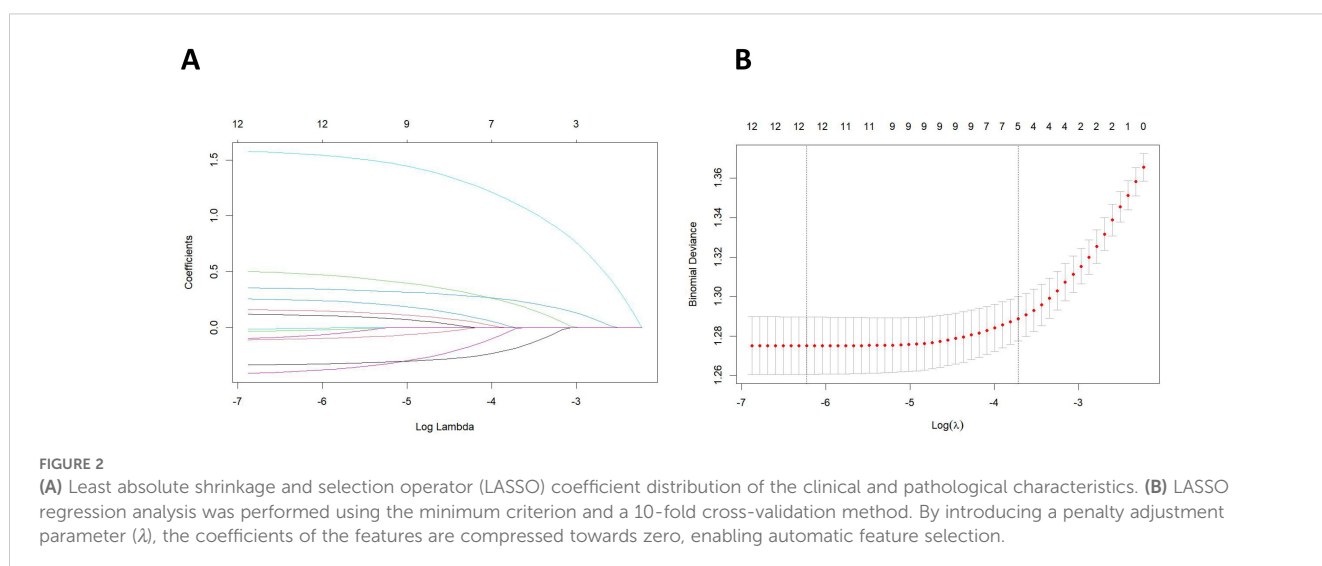 A
B
12 12 9 7 3
1.5
1.0
0.5
0.0
Coefficients
-7 -6 -5 -4 -3
Log Lambda
12 12 12 12 11 11 9 9 9 9 9 9 7 7 5 4 4 4 2 2 2 1 0
1.36
1.34
1.32
1.30
1.28
1.26
Binomial Deviance
-7 -6 -5 -4 -3
Log(λ)
FIGURE 2
(A) Least absolute shrinkage and selection operator (LASSO) coefficient distribution of the clinical and pathological characteristics. (B) LASSO
regression analysis was performed using the minimum criterion and a 10-fold cross-validation method. By introducing a penalty adjustment
parameter (λ), the coefficients of the features are compressed towards zero, enabling automatic feature selection.